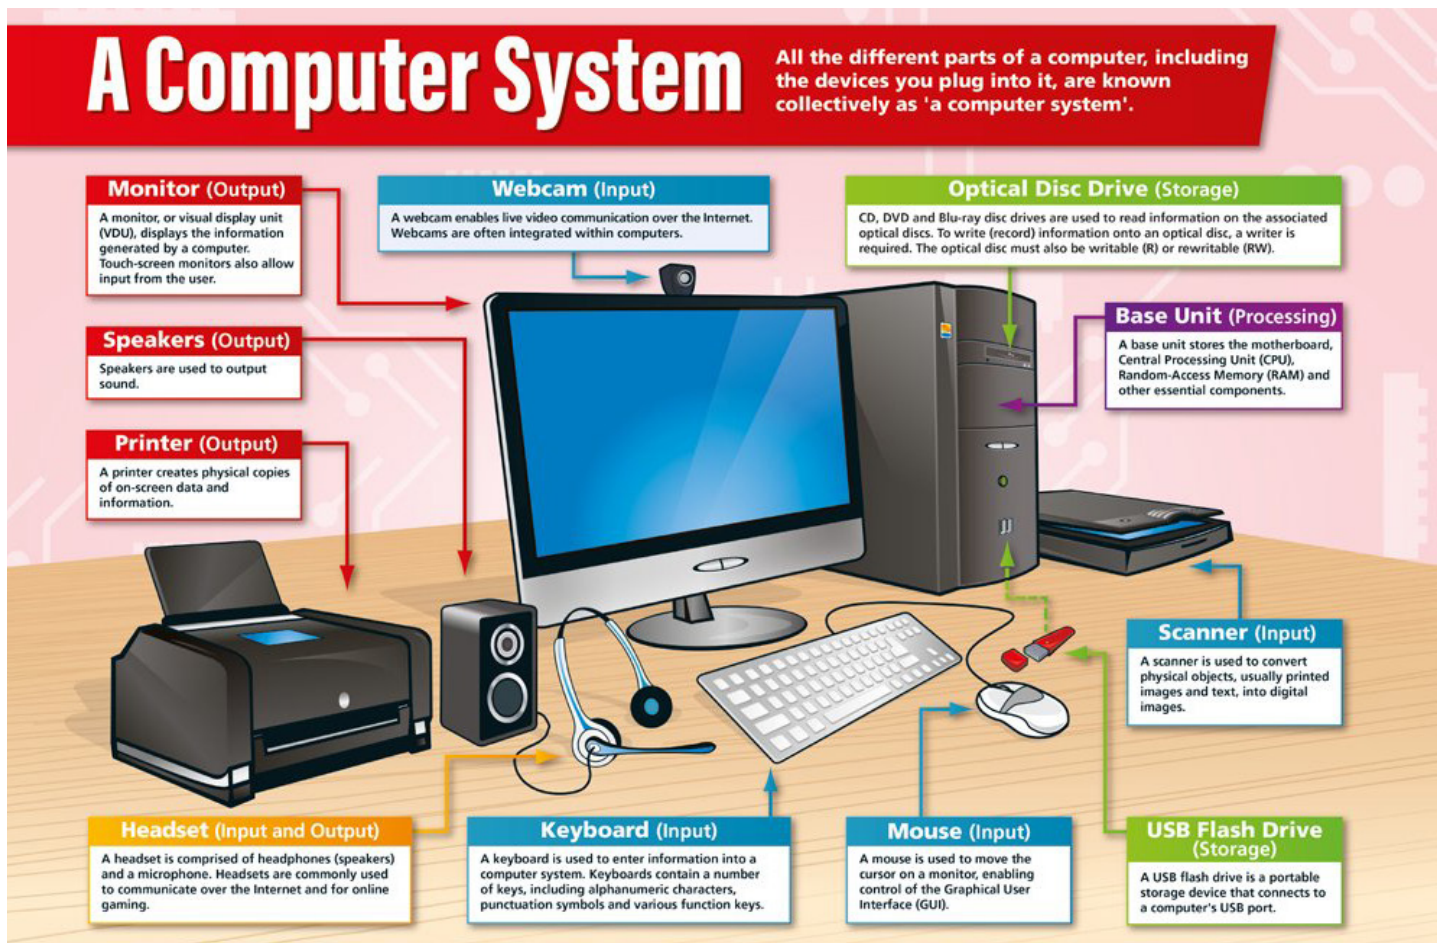 A Computer System
All the different parts of a computer, including
the devices you plug into it, are known
collectively as 'a computer system'.
Monitor (Output)
A monitor, or visual display unit
(VDU), displays the information
generated by a computer.
Touch-screen monitors also allow
input from the user.
Webcam (Input)
A webcam enables live video communication over the Internet.
Webcams are often integrated within computers.
Optical Disc Drive (Storage)
CD, DVD and Blu-ray disc drives are used to read information on the associated
optical discs. To write (record) information onto an optical disc, a writer is
required. The optical disc must also be writable (R) or rewritable (RW).
Speakers (Output)
Speakers are used to output
sound.
Base Unit (Processing)
A base unit stores the motherboard,
Central Processing Unit (CPU),
Random-Access Memory (RAM) and
other essential components.
Printer (Output)
A printer creates physical copies
of on-screen data and
information.
Scanner (Input)
A scanner is used to convert
physical objects, usually printed
images and text, into digital
images.
Headset (Input and Output)
A headset is comprised of headphones (speakers)
and a microphone. Headsets are commonly used
to communicate over the Internet and for online
gaming.
Keyboard (Input)
A keyboard is used to enter information into a
computer system. Keyboards contain a number
of keys, including alphanumeric characters,
punctuation symbols and various function keys.
Mouse (Input)
A mouse is used to move the
cursor on a monitor, enabling
control of the Graphical User
Interface (GUI).
USB Flash Drive
(Storage)
A USB flash drive is a portable
storage device that connects to
a computer's USB port.